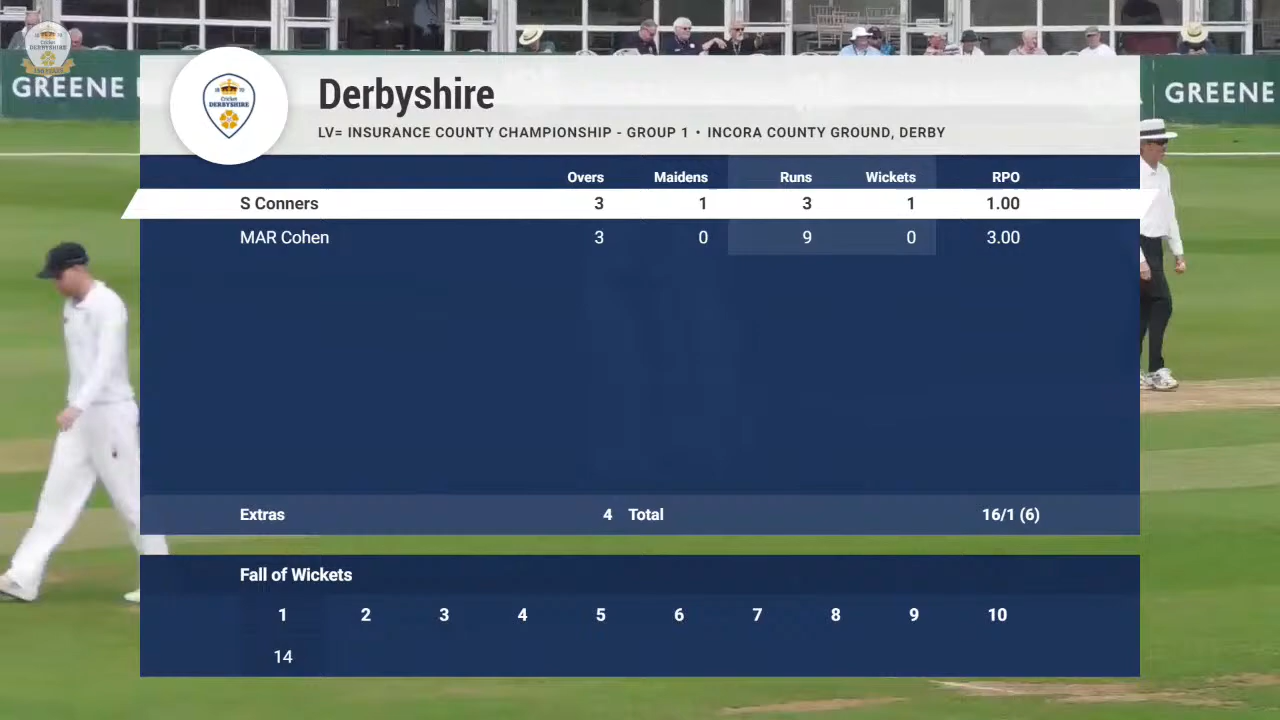 GREENE
GREENE
Cricket
DERBYSHIRE
Derbyshire
LV= INSURANCE COUNTY CHAMPIONSHIP - GROUP 1 • INCORA COUNTY GROUND, DERBY
Overs Maidens Runs Wickets RPO
S Conners 3 1 3 1 1.00
MAR Cohen 3 0 9 0 3.00
Extras 4 Total 16/1 (6)
Fall of Wickets
1 2 3 4 5 6 7 8 9 10
14